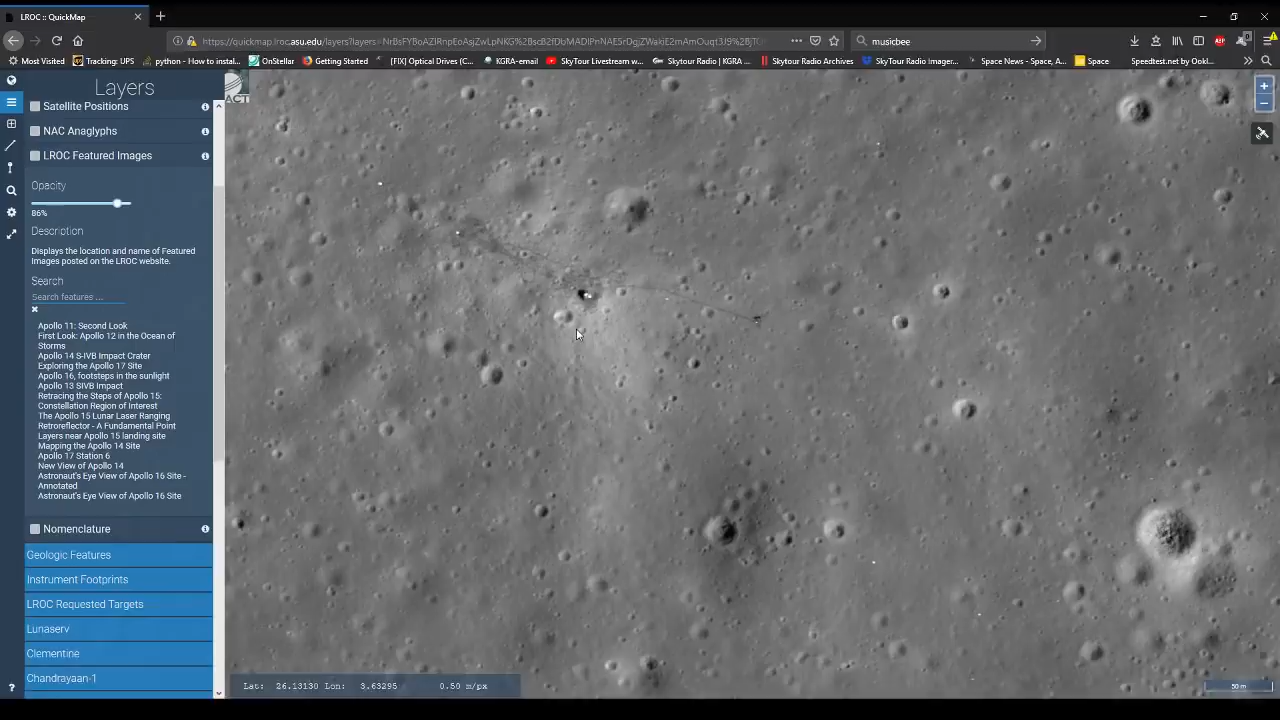 LROC :: QuickMap
https://quickmap.lroc.asu.edu/layers?layers=
musicbee
Most Visited
Tracking: UPS
python - How to instal...
OnStellar
Getting Started
[FIX] Optical Drives (C...
KGRA-email
SkyTour Livestream w...
Skytour Radio | KGRA ...
Skytour Radio Archives
SkyTour Radio Imager...
Space News - Space, A...
Space
Speedtest.net by Ookl...
Other Bookmarks
Layers
ACT
Satellite Positions
NAC Anaglyphs
LROC Featured Images
Opacity
86%
Description
Displays the location and name of Featured
Images posted on the LROC website.
Search
Search features ...
Apollo 11: Second Look
First Look: Apollo 12 in the Ocean of
Storms
Apollo 14 S-IVB Impact Crater
Exploring the Apollo 17 Site
Apollo 16, footsteps in the sunlight
Apollo 13 SIVB Impact
Retracing the Steps of Apollo 15:
Constellation Region of Interest
The Apollo 15 Lunar Laser Ranging
Retroreflector - A Fundamental Point
Layers near Apollo 15 landing site
Mapping the Apollo 14 Site
Apollo 17 Station 6
New View of Apollo 14
Astronaut's Eye View of Apollo 16 Site -
Annotated
Astronaut's Eye View of Apollo 16 Site
Nomenclature
Geologic Features
Instrument Footprints
LROC Requested Targets
Lunaserv
Clementine
Chandrayaan-1
Lat: 26.13130 Lon: 3.63295 0.50 m/px
50 m